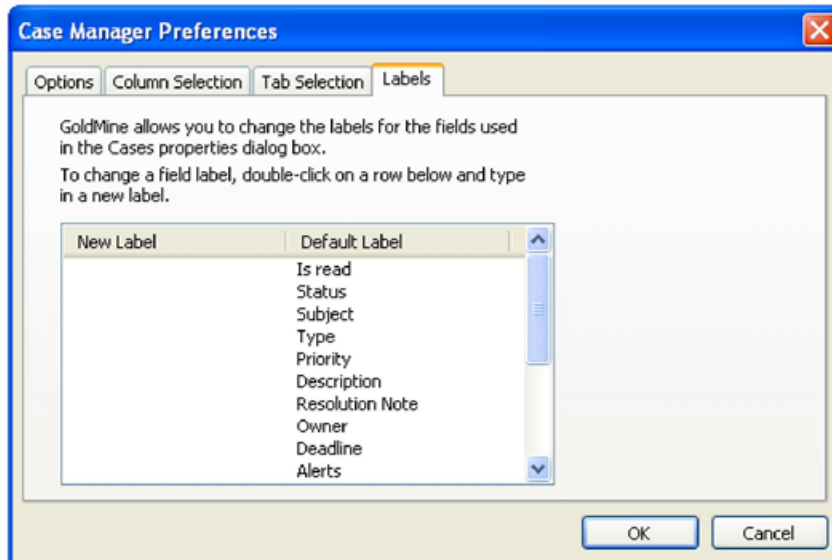 Case Manager Preferences
Options Column Selection Tab Selection Labels
GoldMine allows you to change the labels for the fields used
in the Cases properties dialog box.
To change a field label, double-click on a row below and type
in a new label.
New Label Default Label
Is read
Status
Subject
Type
Priority
Description
Resolution Note
Owner
Deadline
Alerts
OK Cancel